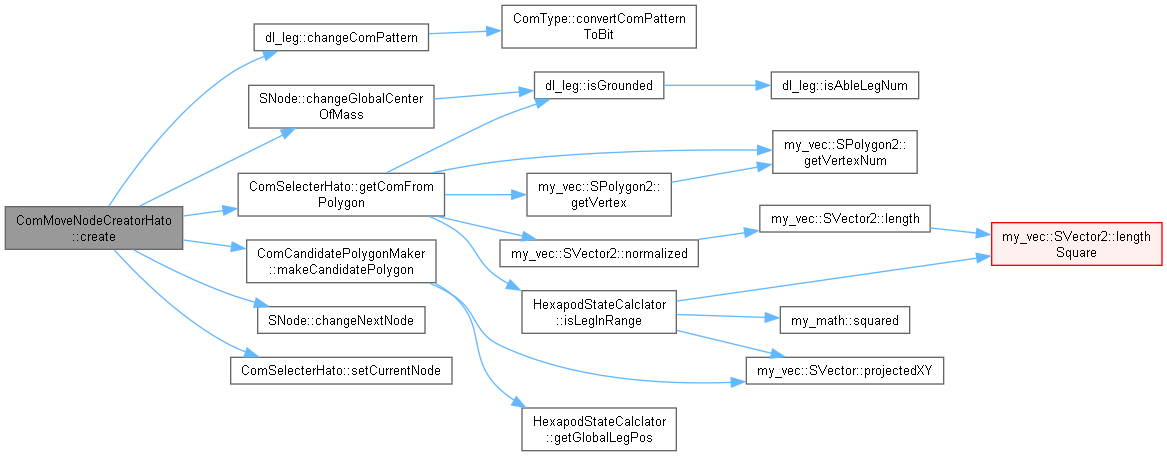 ComMoveNodeCreatorHato
::create
dl_leg::changeComPattern
ComType::convertComPattern
ToBit
SNode::changeGlobalCenter
OfMass
dl_leg::isGrounded
dl_leg::isAbleLegNum
ComSelecterHato::getComFrom
Polygon
my_vec::SPolygon2::
getVertexNum
my_vec::SPolygon2::
getVertex
my_vec::SVector2::normalized
my_vec::SVector2::length
my_vec::SVector2::length
Square
ComCandidatePolygonMaker
::makeCandidatePolygon
HexapodStateCalclator
::isLegInRange
my_math::squared
SNode::changeNextNode
ComSelecterHato::setCurrentNode
my_vec::SVector::projectedXY
HexapodStateCalclator
::getGlobalLegPos